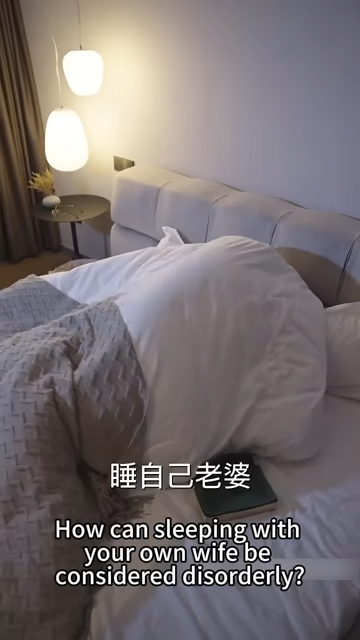 睡自己老婆
How can sleeping with
your own wife be
considered disorderly?